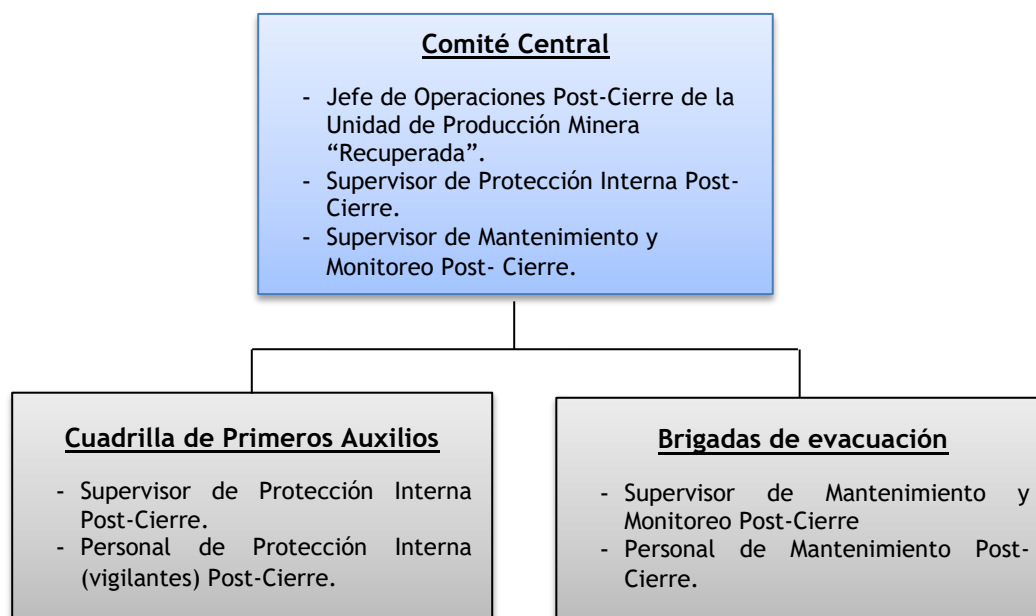 Comité Central
- Jefe de Operaciones Post-Cierre de la
Unidad de Producción Minera
“Recuperada”.
- Supervisor de Protección Interna Post-
Cierre.
- Supervisor de Mantenimiento y
Monitoreo Post- Cierre.
Cuadrilla de Primeros Auxilios
- Supervisor de Protección Interna
Post-Cierre.
- Personal de Protección Interna
(vigilantes) Post-Cierre.
Brigadas de evacuación
- Supervisor de Mantenimiento y
Monitoreo Post-Cierre
- Personal de Mantenimiento Post-
Cierre.